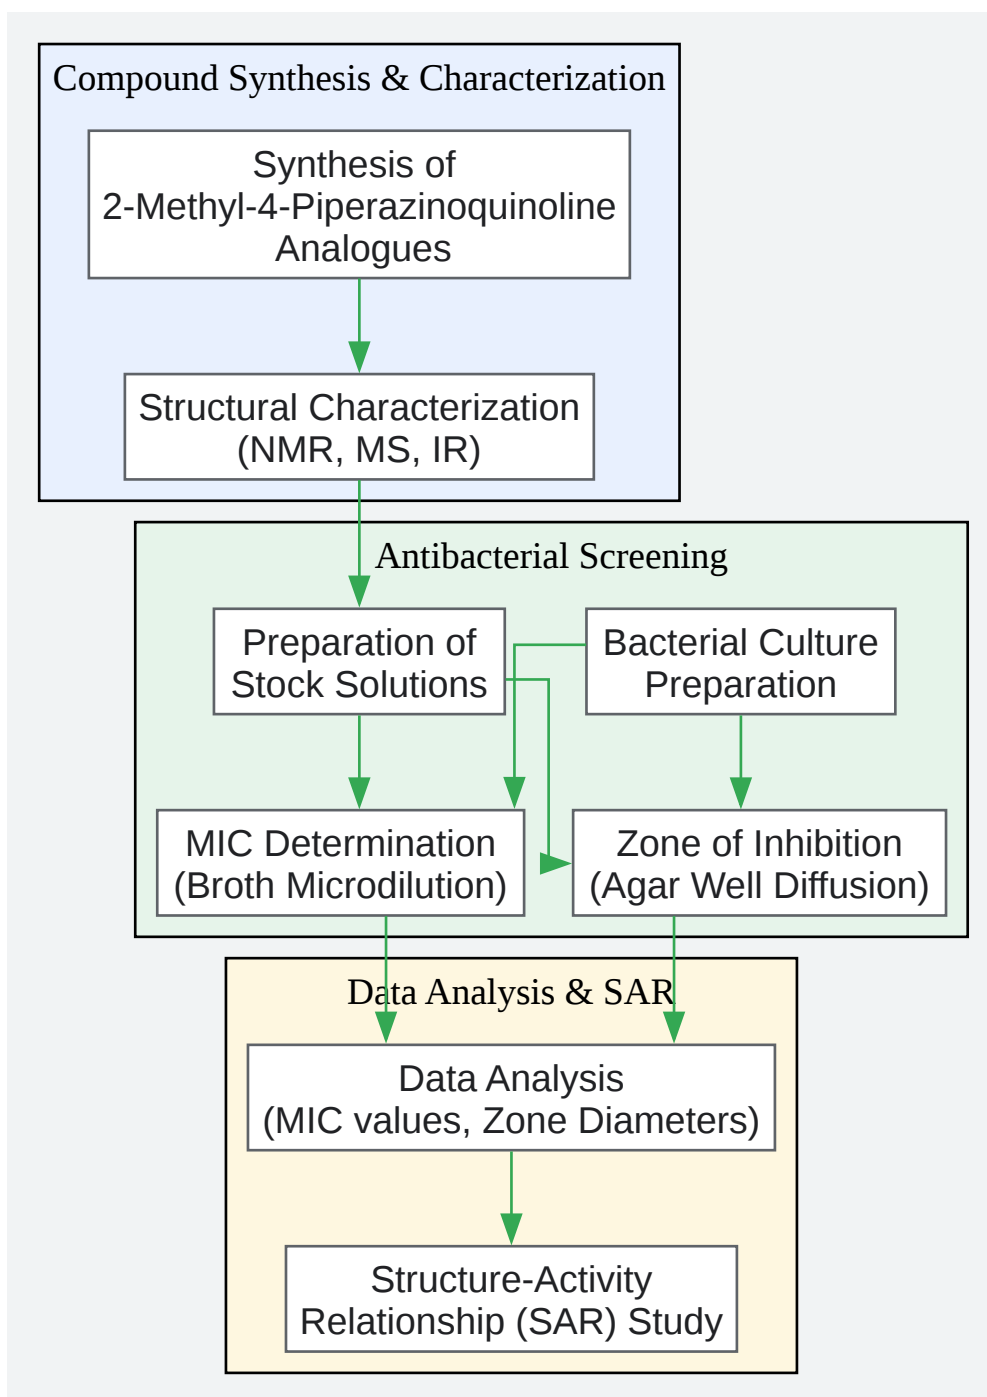 Compound Synthesis & Characterization
Synthesis of
2-Methyl-4-Piperazinoquinoline
Analogues
Structural Characterization
(NMR, MS, IR)
Antibacterial Screening
Preparation of
Stock Solutions
Bacterial Culture
Preparation
MIC Determination
(Broth Microdilution)
Zone of Inhibition
(Agar Well Diffusion)
Data Analysis & SAR
Data Analysis
(MIC values, Zone Diameters)
Structure-Activity
Relationship (SAR) Study